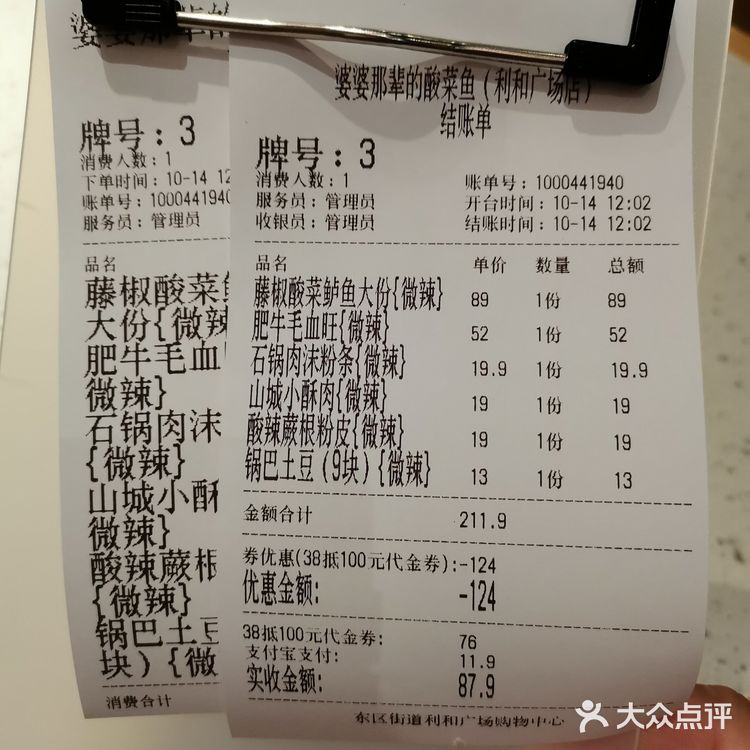 婆婆那辈的
牌号：3
消费人数：1
下单时间：10-14 12
账单号：1000441940
服务员：管理员
品名
藤椒酸菜
大份{微辣
肥牛毛血
微辣}
石锅肉沫
{微辣}
山城小酥
微辣}
酸辣蕨根
{微辣}
锅巴土豆
块）{微辣
消费合计
婆婆那辈的酸菜鱼（利和广场店）
结账单
牌号：3
消费人数：1 账单号：1000441940
服务员：管理员 开台时间：10-14 12:02
收银员：管理员 结账时间：10-14 12:02
品名 单价 数量 总额
藤椒酸菜鲈鱼大份{微辣} 89 1份 89
肥牛毛血旺{微辣} 52 1份 52
石锅肉沫粉条{微辣} 19.9 1份 19.9
山城小酥肉{微辣} 19 1份 19
酸辣蕨根粉皮{微辣} 19 1份 19
锅巴土豆（9块）{微辣} 13 1份 13
金额合计 211.9
券优惠(38抵100元代金券):-124
优惠金额: -124
38抵100元代金券: 76
支付宝支付: 11.9
实收金额: 87.9
东区街道利和广场购物中心
大众点评